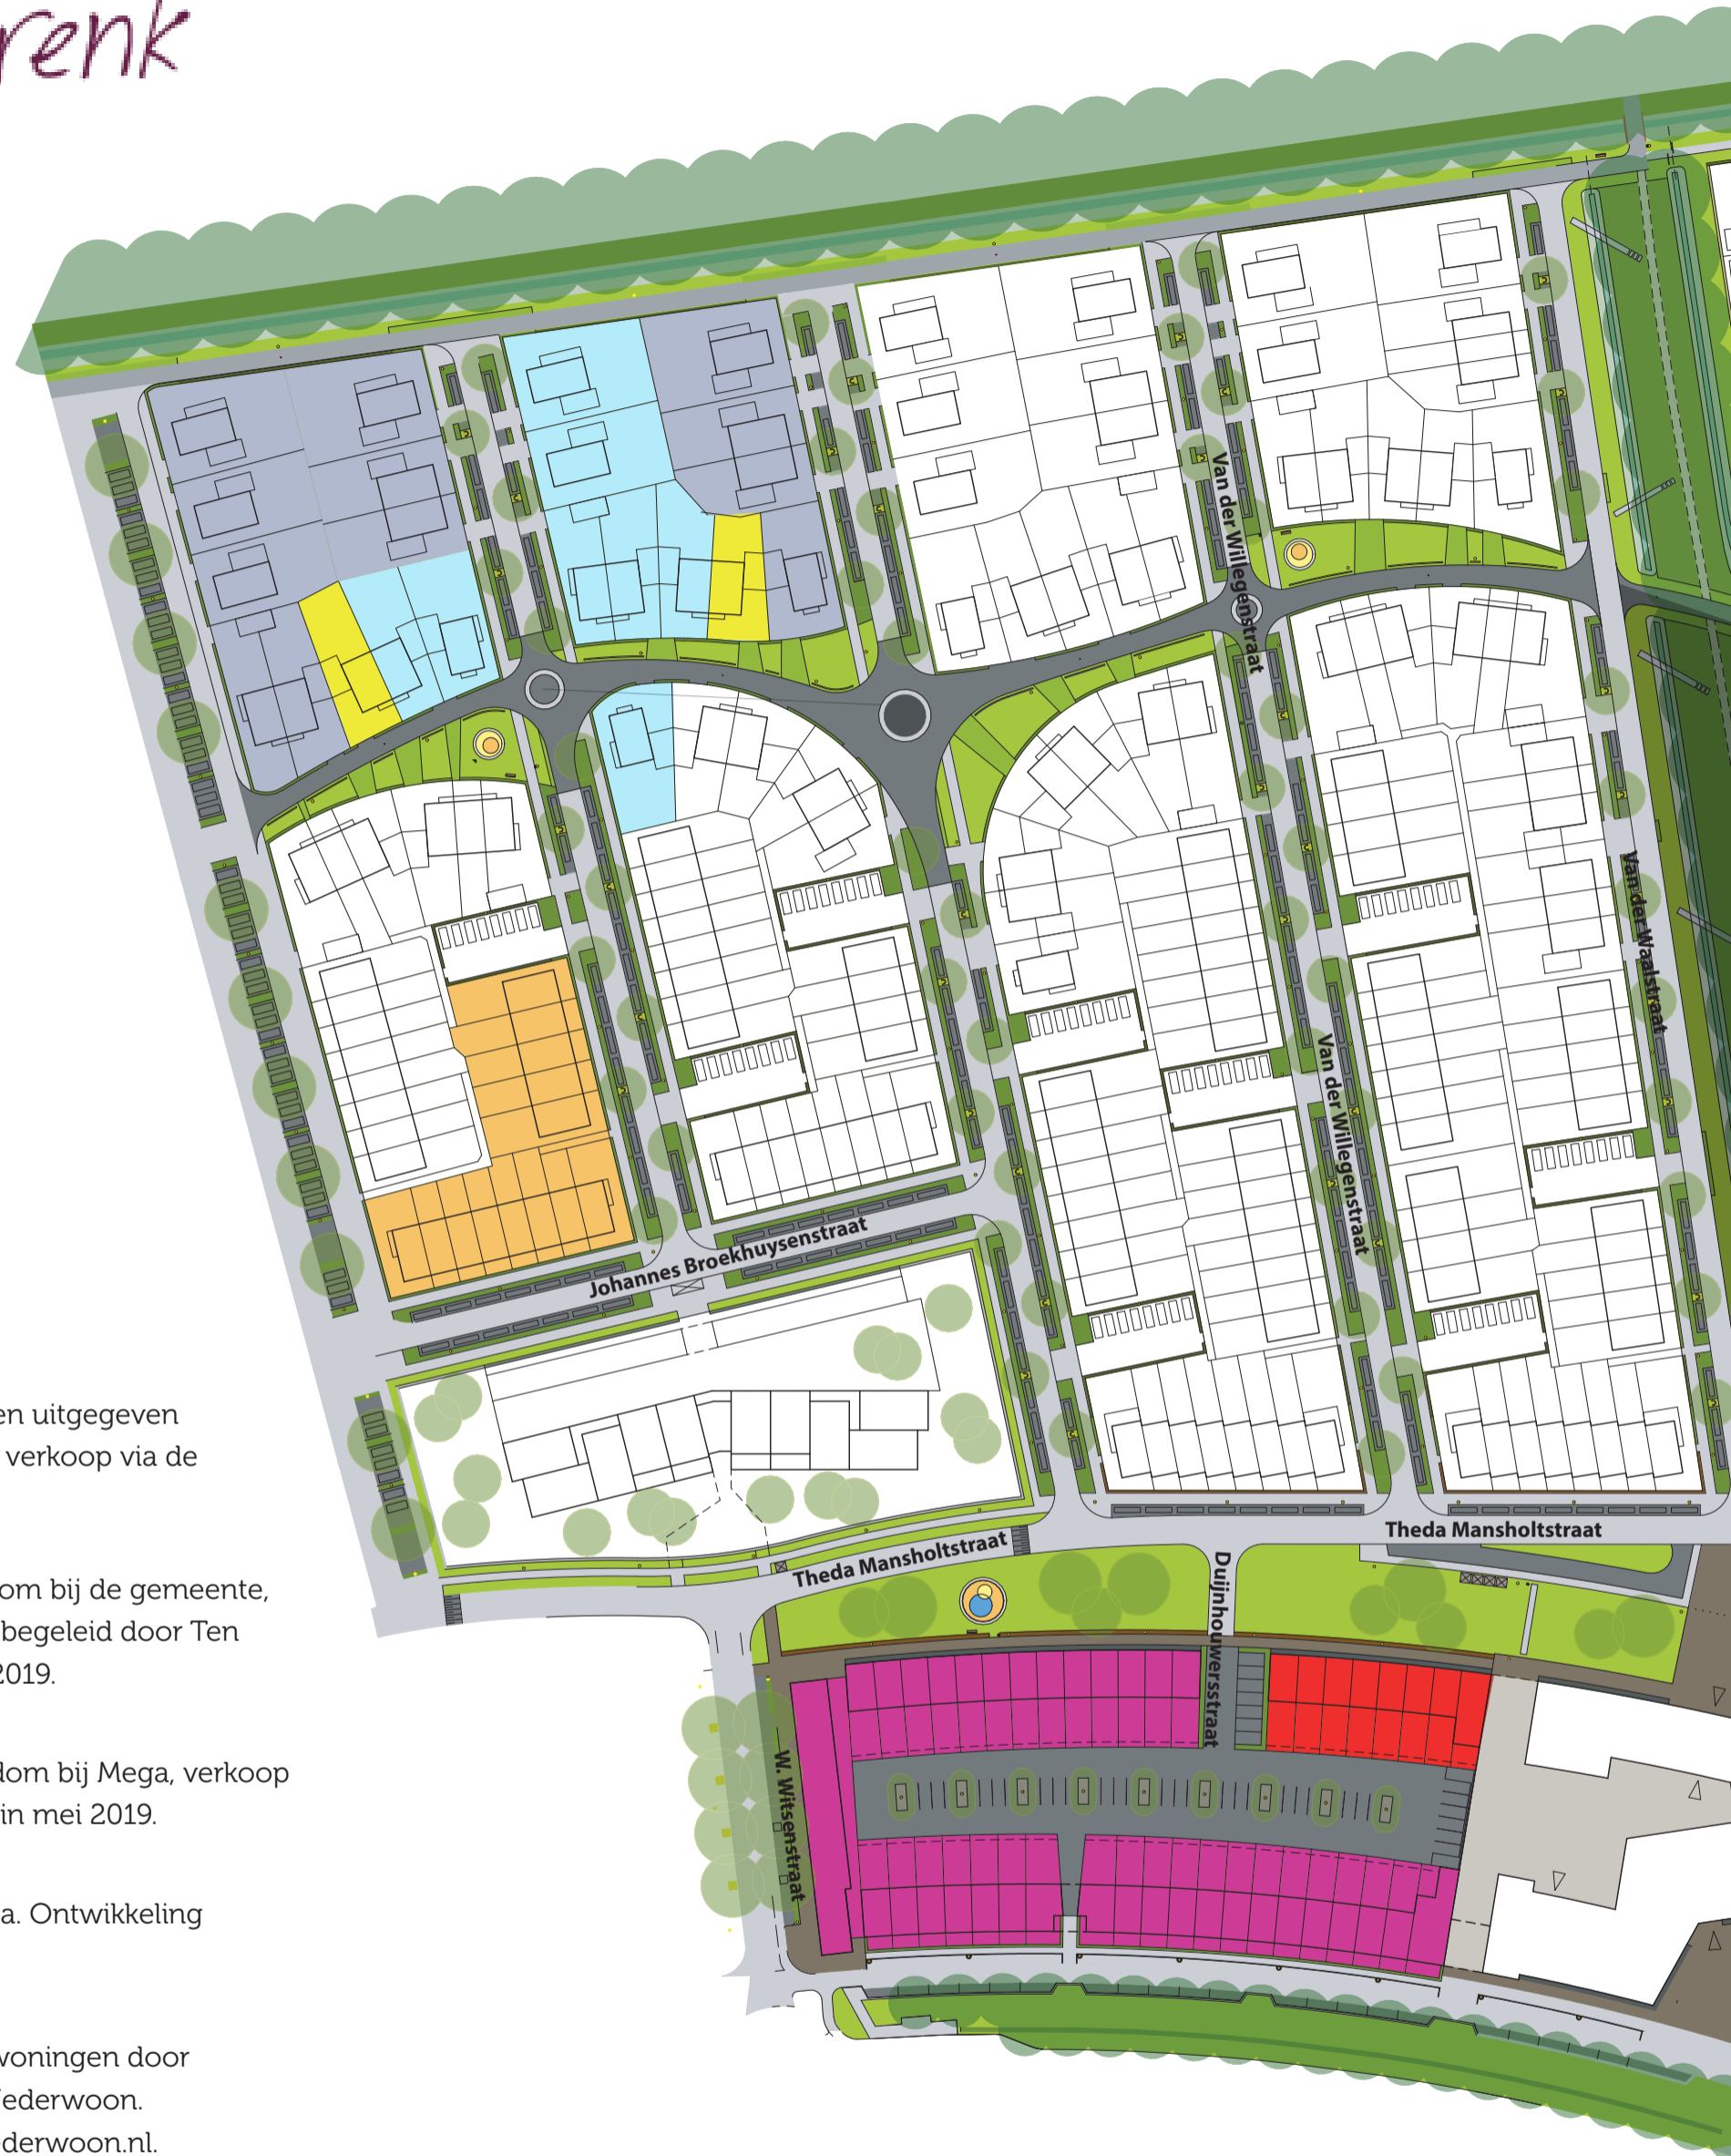 renk
Van der Willegenstraat
Van der Waalstraat
Van der Willegenstraat
Johannes Broekhuysenstraat
en uitgegeven
verkoop via de
Theda Mansholtstraat
Theda Mansholtstraat
Duijnhouwersstraat
om bij de gemeente,
begeleid door Ten
2019.
W. Witsenstraat
dom bij Mega, verkoop
in mei 2019.
a. Ontwikkeling
woningen door
ederwoon.
derwoon.nl.